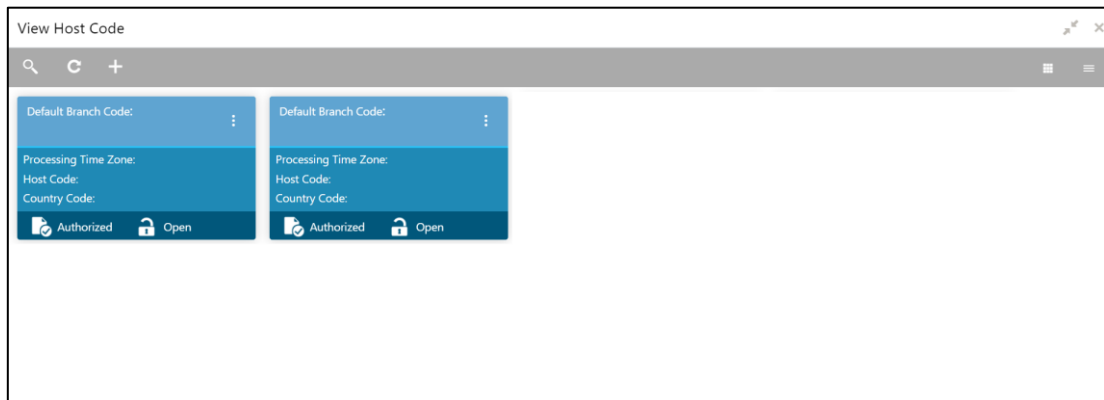 View Host Code
Default Branch Code:
Processing Time Zone:
Host Code:
Country Code:
Authorized Open
Default Branch Code:
Processing Time Zone:
Host Code:
Country Code:
Authorized Open